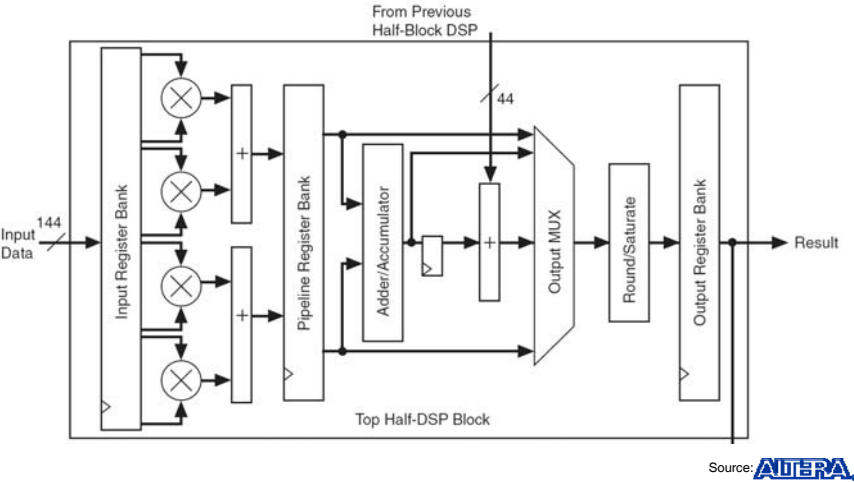 From Previous
Half-Block DSP
44
144
Input
Data
Input Register Bank
+
+
Pipeline Register Bank
Adder/Accumulator
+
Output MUX
Round/Saturate
Output Register Bank
Result
Top Half-DSP Block
Source: ALTERA